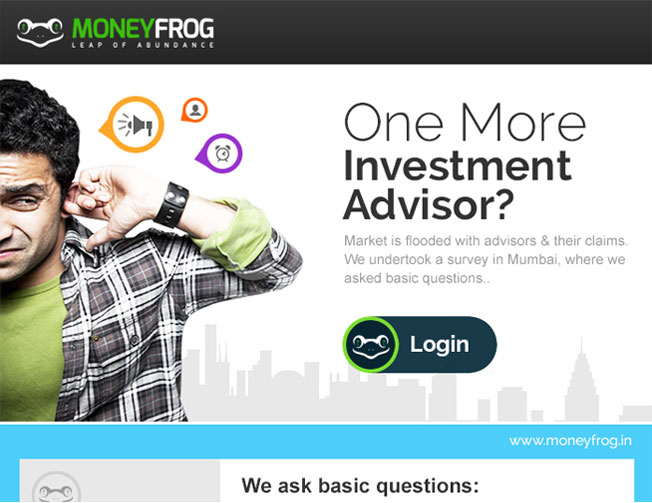 MONEYFROG
LEAP OF ABUNDANCE
One More
Investment
Advisor?
Market is flooded with advisors & their claims.
We undertook a survey in Mumbai, where we
asked basic questions..
Login
www.moneyfrog.in
We ask basic questions: